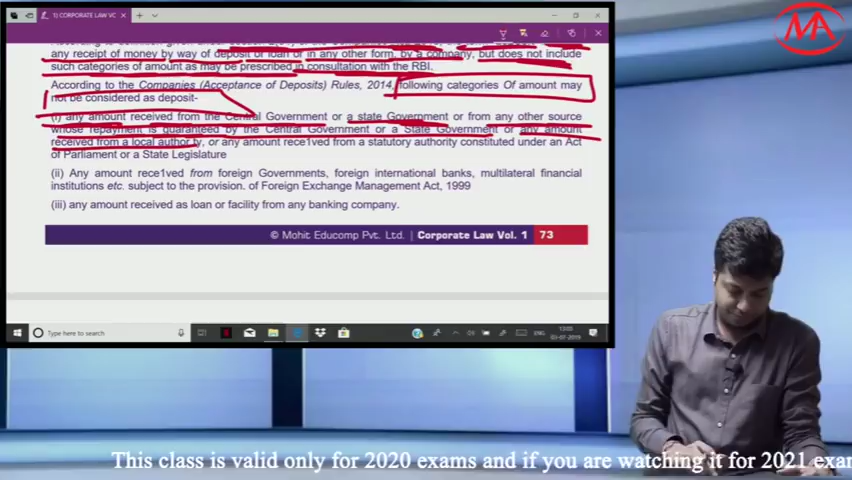 1) CORPORATE LAW VC
any receipt of money by way of deposit or loan or in any other form, by a company, but does not include
such categories of amount as may be prescribed in consultation with the RBI.
According to the Companies (Acceptance of Deposits) Rules, 2014, following categories Of amount may
not be considered as deposit-
(i) any amount received from the Central Government or a state Government or from any other source
whose repayment is guaranteed by the Central Government or a State Government or any amount
received from a local author ty, or any amount rece1ved from a statutory authority constituted under an Act
of Parliament or a State Legislature
(ii) Any amount rece1ved from foreign Governments, foreign international banks, multilateral financial
institutions etc. subject to the provision. of Foreign Exchange Management Act, 1999
(iii) any amount received as loan or facility from any banking company.
© Mohit Educomp Pvt. Ltd. | Corporate Law Vol. 1 73
Type here to search
ENG
13:05
03-07-2019
MA
This class is valid only for 2020 exams and if you are watching it for 2021 exam